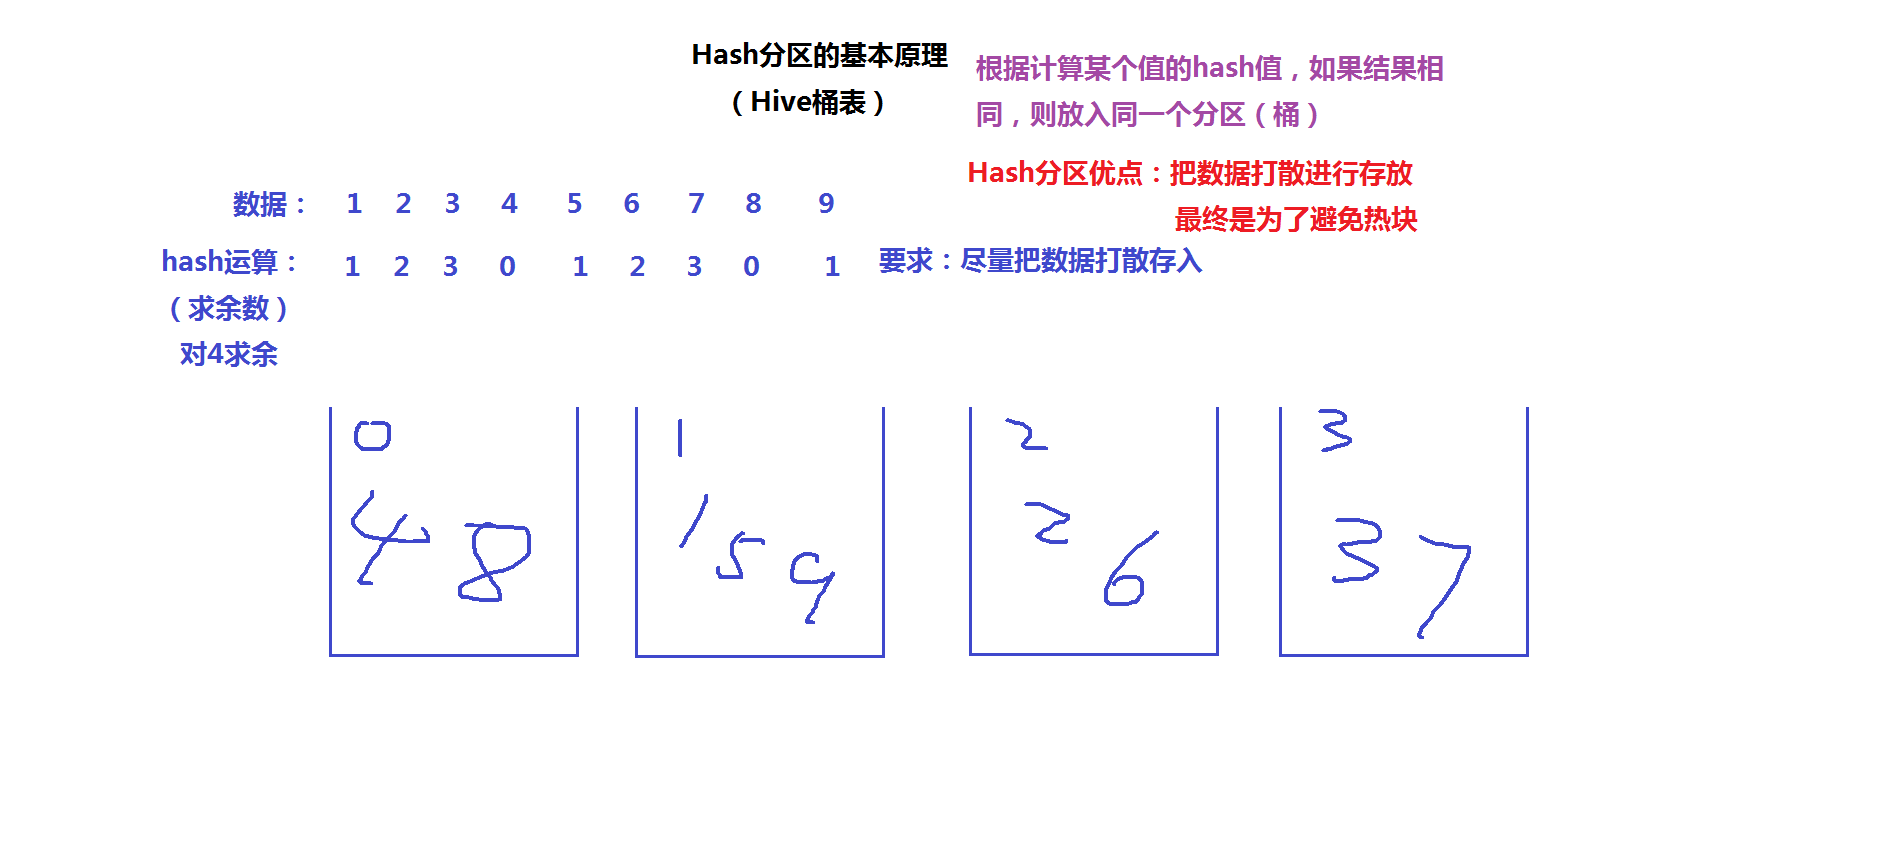 Hash分区的基本原理
（Hive桶表）
根据计算某个值的hash值，如果结果相
同，则放入同一个分区（桶）
Hash分区优点：把数据打散进行存放
最终是为了避免热块
数据： 1 2 3 4 5 6 7 8 9
hash运算： 1 2 3 0 1 2 3 0 1
（求余数）
对4求余
要求：尽量把数据打散存入
0
4 8
1
1 5 9
2
2 6
3
3 7